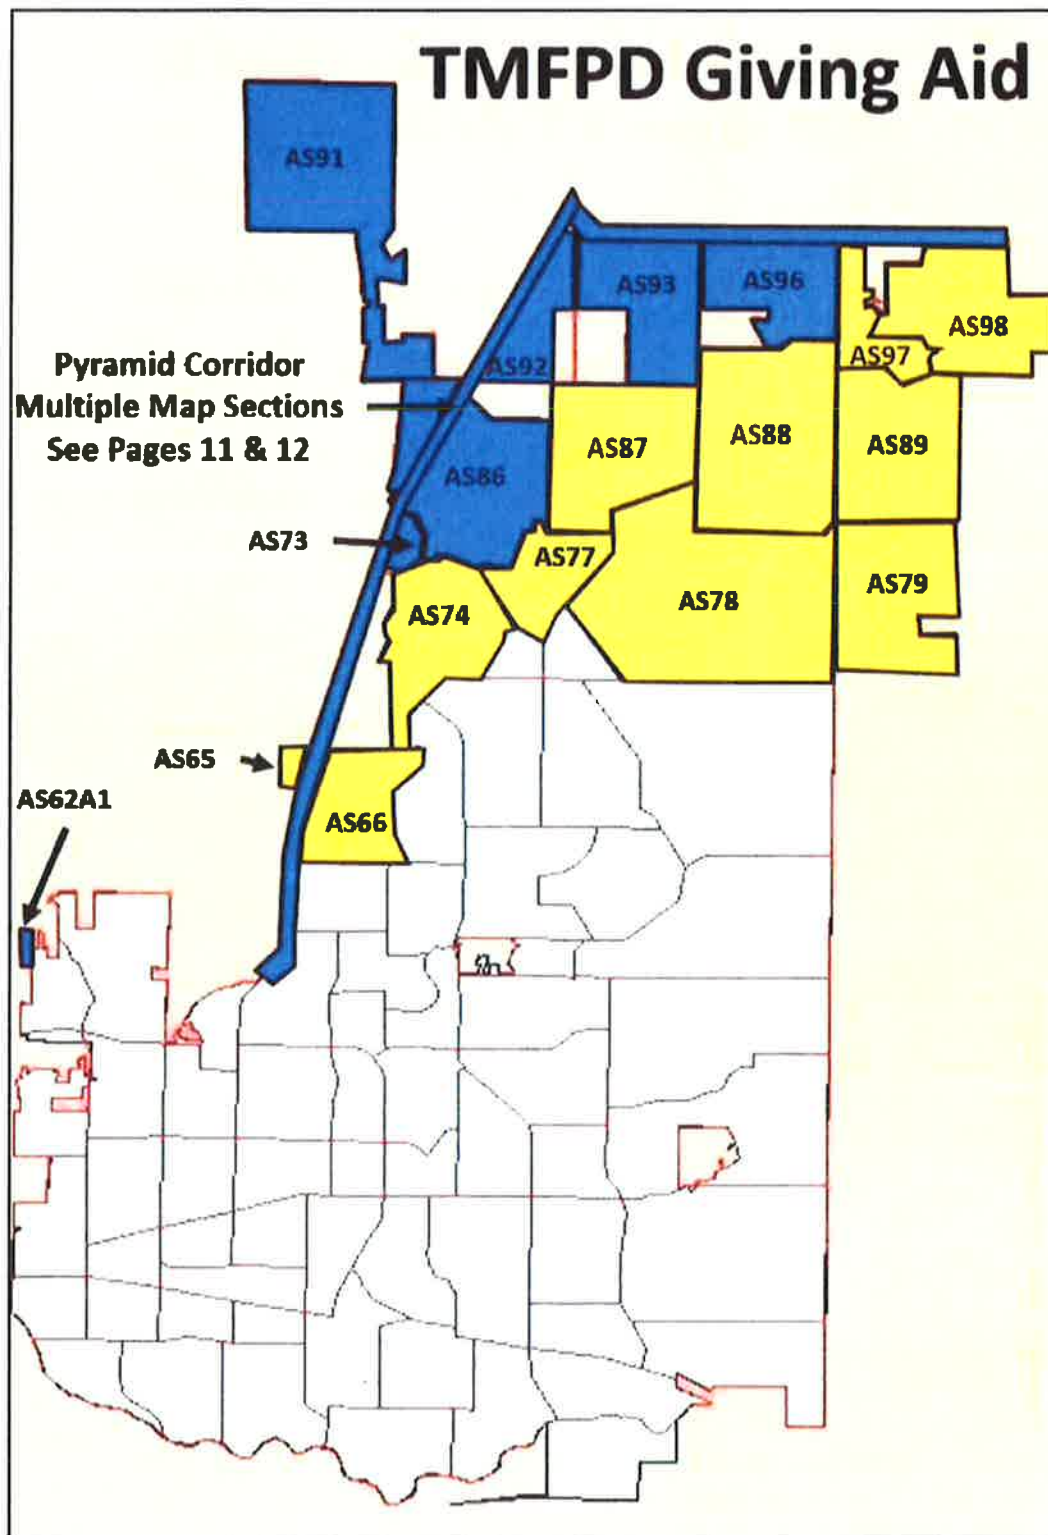 TMFPD Giving Aid
AS91
AS93
AS96
AS98
AS97
AS92
Pyramid Corridor
Multiple Map Sections
See Pages 11 & 12
AS87
AS88
AS89
AS86
AS73
AS77
AS79
AS78
AS74
AS65
AS62A1
AS66